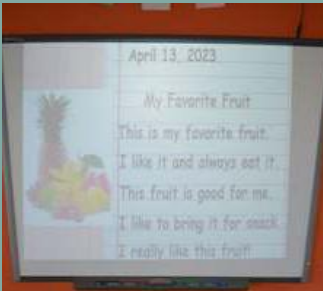 April 13, 2023
My Favorite Fruit
This is my favorite fruit.
I like it and always eat it.
This fruit is good for me.
I like to bring it for snack.
I really like this fruit!